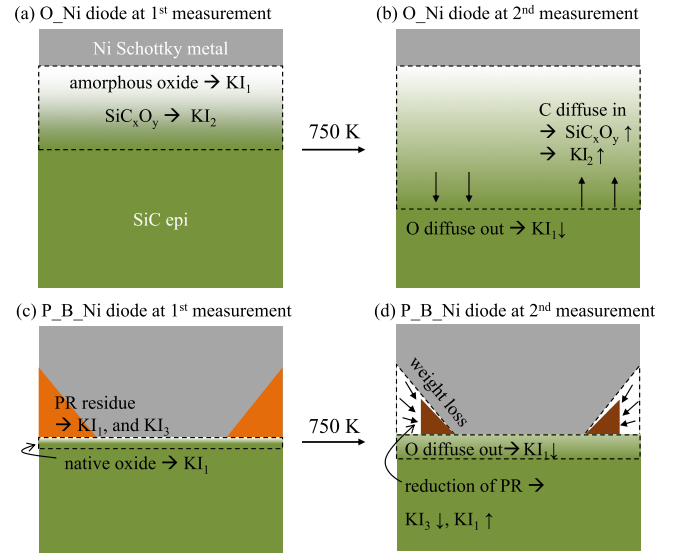 (a) O_Ni diode at 1st measurement
Ni Schottky metal
amorphous oxide → KI₁
SiCₓOᵧ → KI₂
SiC epi
750 K
(b) O_Ni diode at 2nd measurement
C diffuse in
→ SiCₓOᵧ ↑
→ KI₂ ↑
O diffuse out → KI₁↓
(c) P_B_Ni diode at 1st measurement
PR residue
→ KI₁, and KI₃
native oxide → KI₁
750 K
(d) P_B_Ni diode at 2nd measurement
weight loss
O diffuse out→ KI₁↓
reduction of PR →
KI₃ ↓, KI₁ ↑